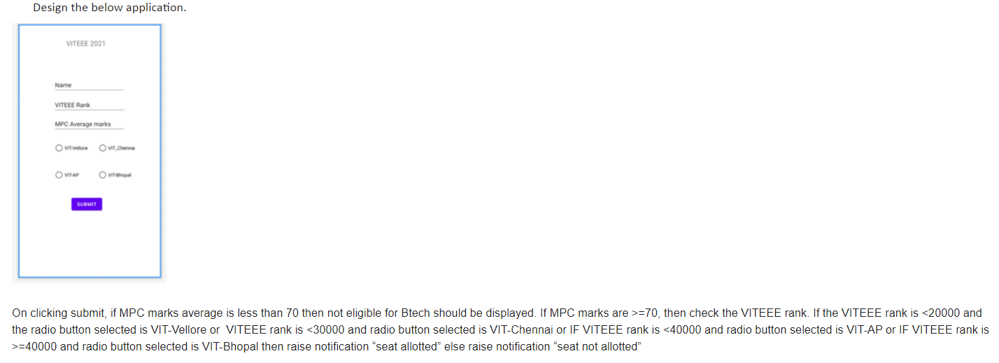 Design the below application.
VITEEE 2021
Name
VITEEE Rank
MPC Average marks
VIT-Vellore VIT_Chennai
VIT-AP VIT-Bhopal
SUBMIT
On clicking submit, if MPC marks average is less than 70 then not eligible for Btech should be displayed. If MPC marks are >=70, then check the VITEEE rank. If the VITEEE rank is <20000 and
the radio button selected is VIT-Vellore or  VITEEE rank is <30000 and radio button selected is VIT-Chennai or IF VITEEE rank is <40000 and radio button selected is VIT-AP or IF VITEEE rank is
>=40000 and radio button selected is VIT-Bhopal then raise notification “seat allotted” else raise notification “seat not allotted”